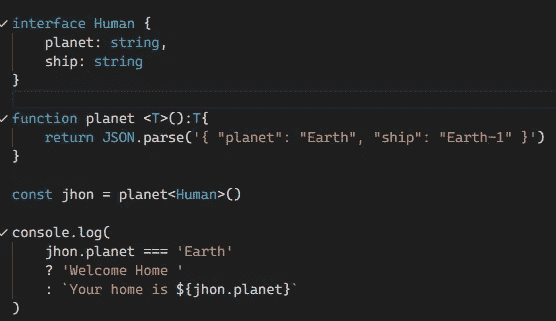 interface Human {
    planet: string,
    ship: string
}
function planet <T>():T{
    return JSON.parse('{ "planet": "Earth", "ship": "Earth-1" }')
}
const jhon = planet<Human>()
console.log(
    jhon.planet === 'Earth'
    ? 'Welcome Home '
    : `Your home is ${jhon.planet}`
)